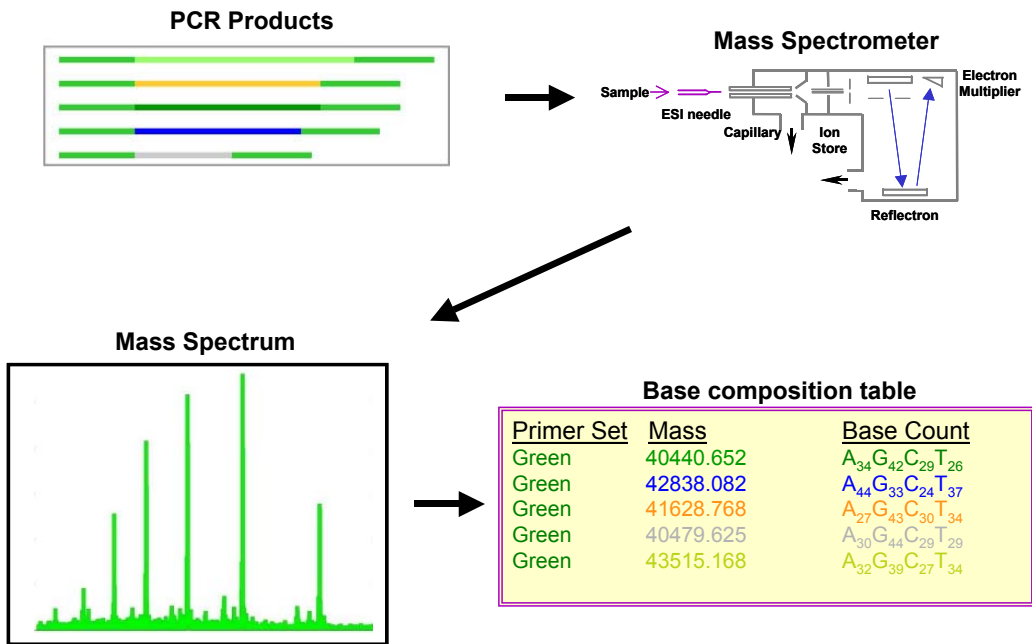 PCR Products
Mass Spectrometer
Sample
ESI needle
Capillary
Ion
Store
Electron
Multiplier
Reflectron
Mass Spectrum
Base composition table
Primer Set Mass Base Count
Green 40440.652 A34G42C29T26
Green 42838.082 A44G33C24T37
Green 41628.768 A27G43C30T34
Green 40479.625 A30G44C29T29
Green 43515.168 A32G39C27T34